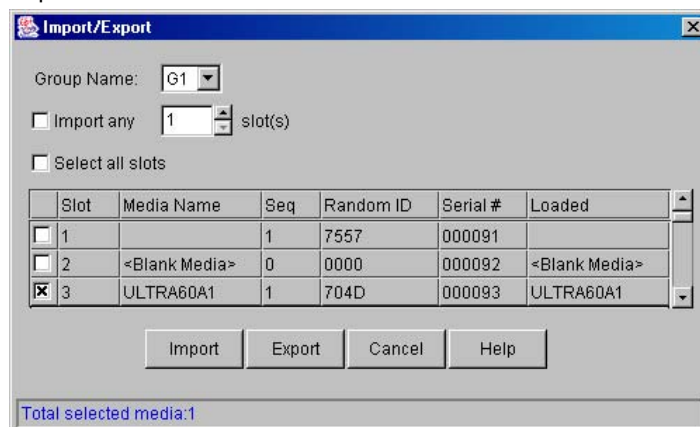 Import/Export
Group Name: G1
Import any 1 slot(s)
Select all slots
Slot Media Name Seq Random ID Serial # Loaded
1 1 7557 000091
2 <Blank Media> 0 0000 000092 <Blank Media>
3 ULTRA60A1 1 704D 000093 ULTRA60A1
Import Export Cancel Help
Total selected media:1